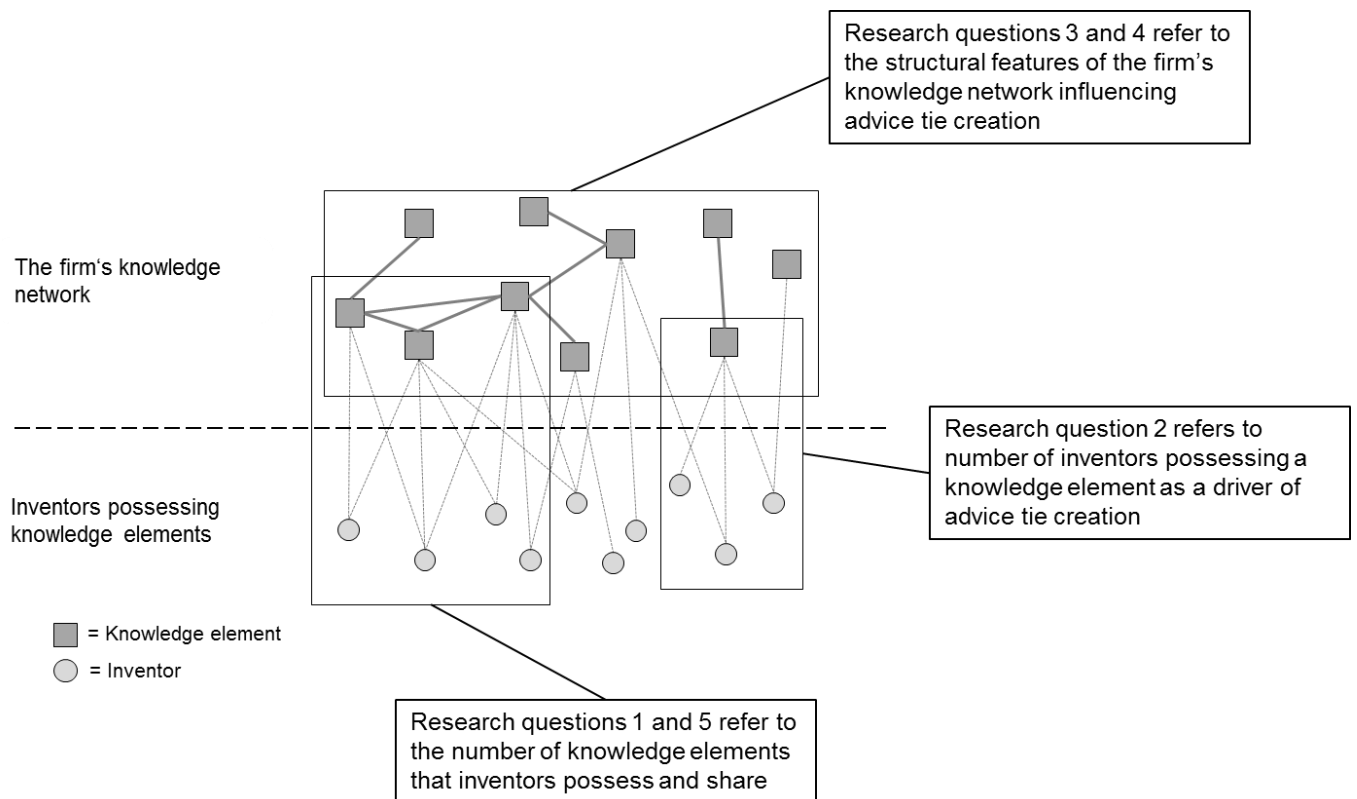 Research questions 3 and 4 refer to
the structural features of the firm's
knowledge network influencing
advice tie creation
The firm‘s knowledge
network
Research question 2 refers to
number of inventors possessing a
knowledge element as a driver of
advice tie creation
Inventors possessing
knowledge elements
= Knowledge element
= Inventor
Research questions 1 and 5 refer to
the number of knowledge elements
that inventors possess and share